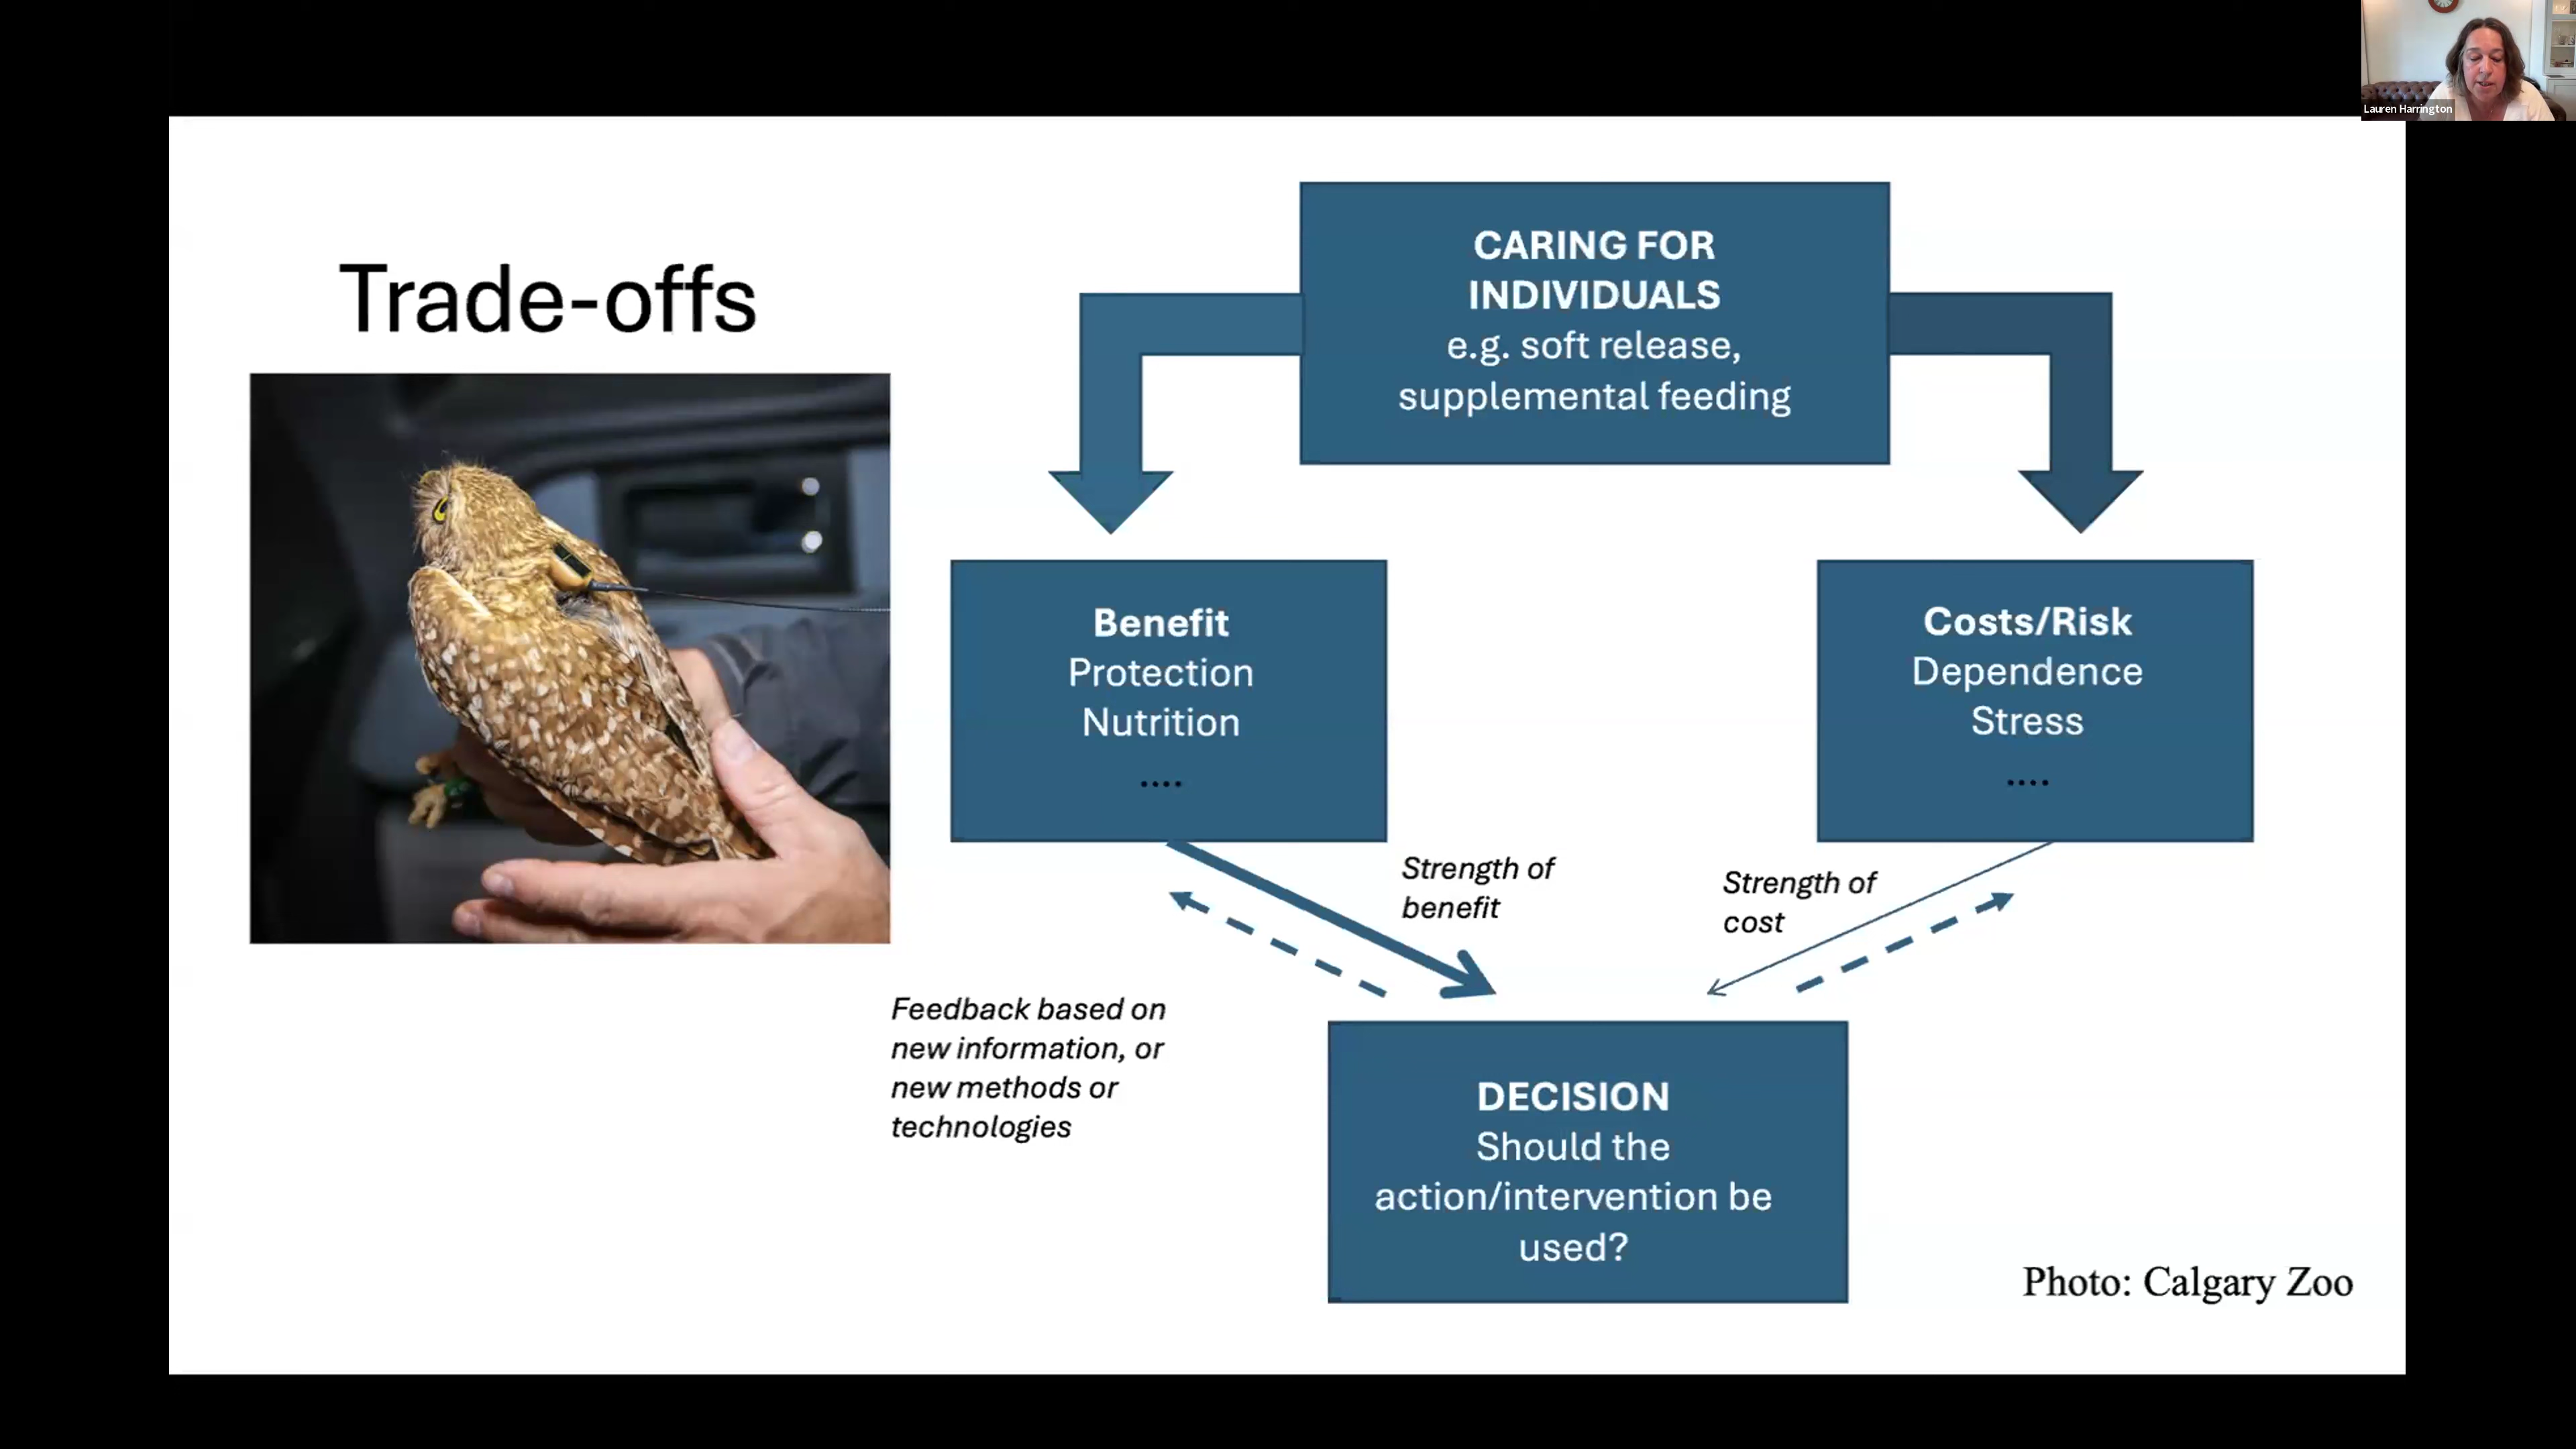 Lauren Harrington
Trade-offs
CARING FOR
INDIVIDUALS
e.g. soft release,
supplemental feeding
Benefit
Protection
Nutrition
....
Costs/Risk
Dependence
Stress
....
Strength of
benefit
Strength of
cost
Feedback based on
new information, or
new methods or
technologies
DECISION
Should the
action/intervention be
used?
Photo: Calgary Zoo